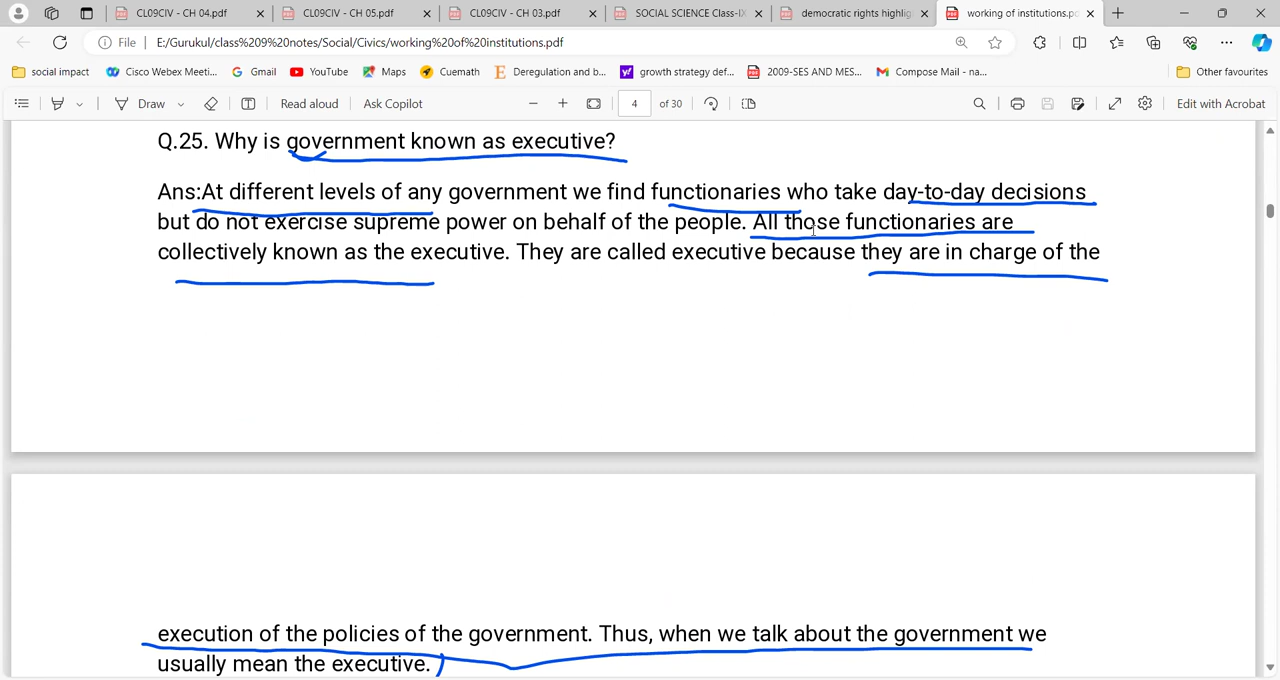 CL09CIV - CH 04.pdf
CL09CIV - CH 05.pdf
CL09CIV - CH 03.pdf
SOCIAL SCIENCE Class-IX
democratic rights highlig
working of institutions.pd
File E:/Gurukul/class%209%20notes/Social/Civics/working%20of%20institutions.pdf
social impact Cisco Webex Meeti... Gmail YouTube Maps Cuemath Deregulation and b... growth strategy def... 2009-SES AND MES... Compose Mail - na... Other favourites
Draw Read aloud Ask Copilot 4 of 30 Edit with Acrobat
Q.25. Why is government known as executive?
Ans:At different levels of any government we find functionaries who take day-to-day decisions
but do not exercise supreme power on behalf of the people. All those functionaries are
collectively known as the executive. They are called executive because they are in charge of the
execution of the policies of the government. Thus, when we talk about the government we
usually mean the executive.